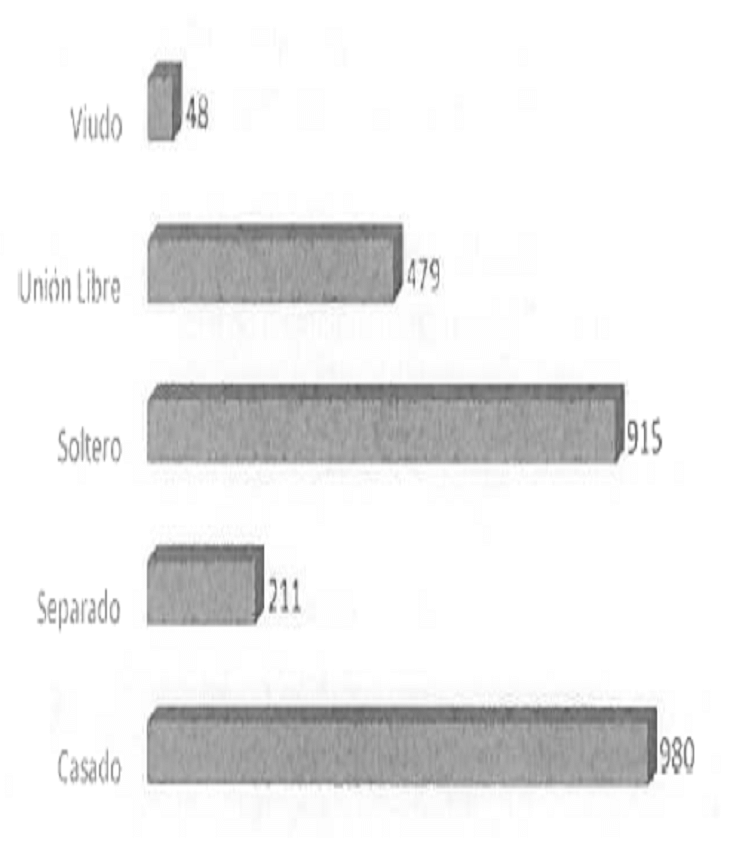 Viudo 48
Unión Libre 479
Soltero 915
Separado 211
Casado 980